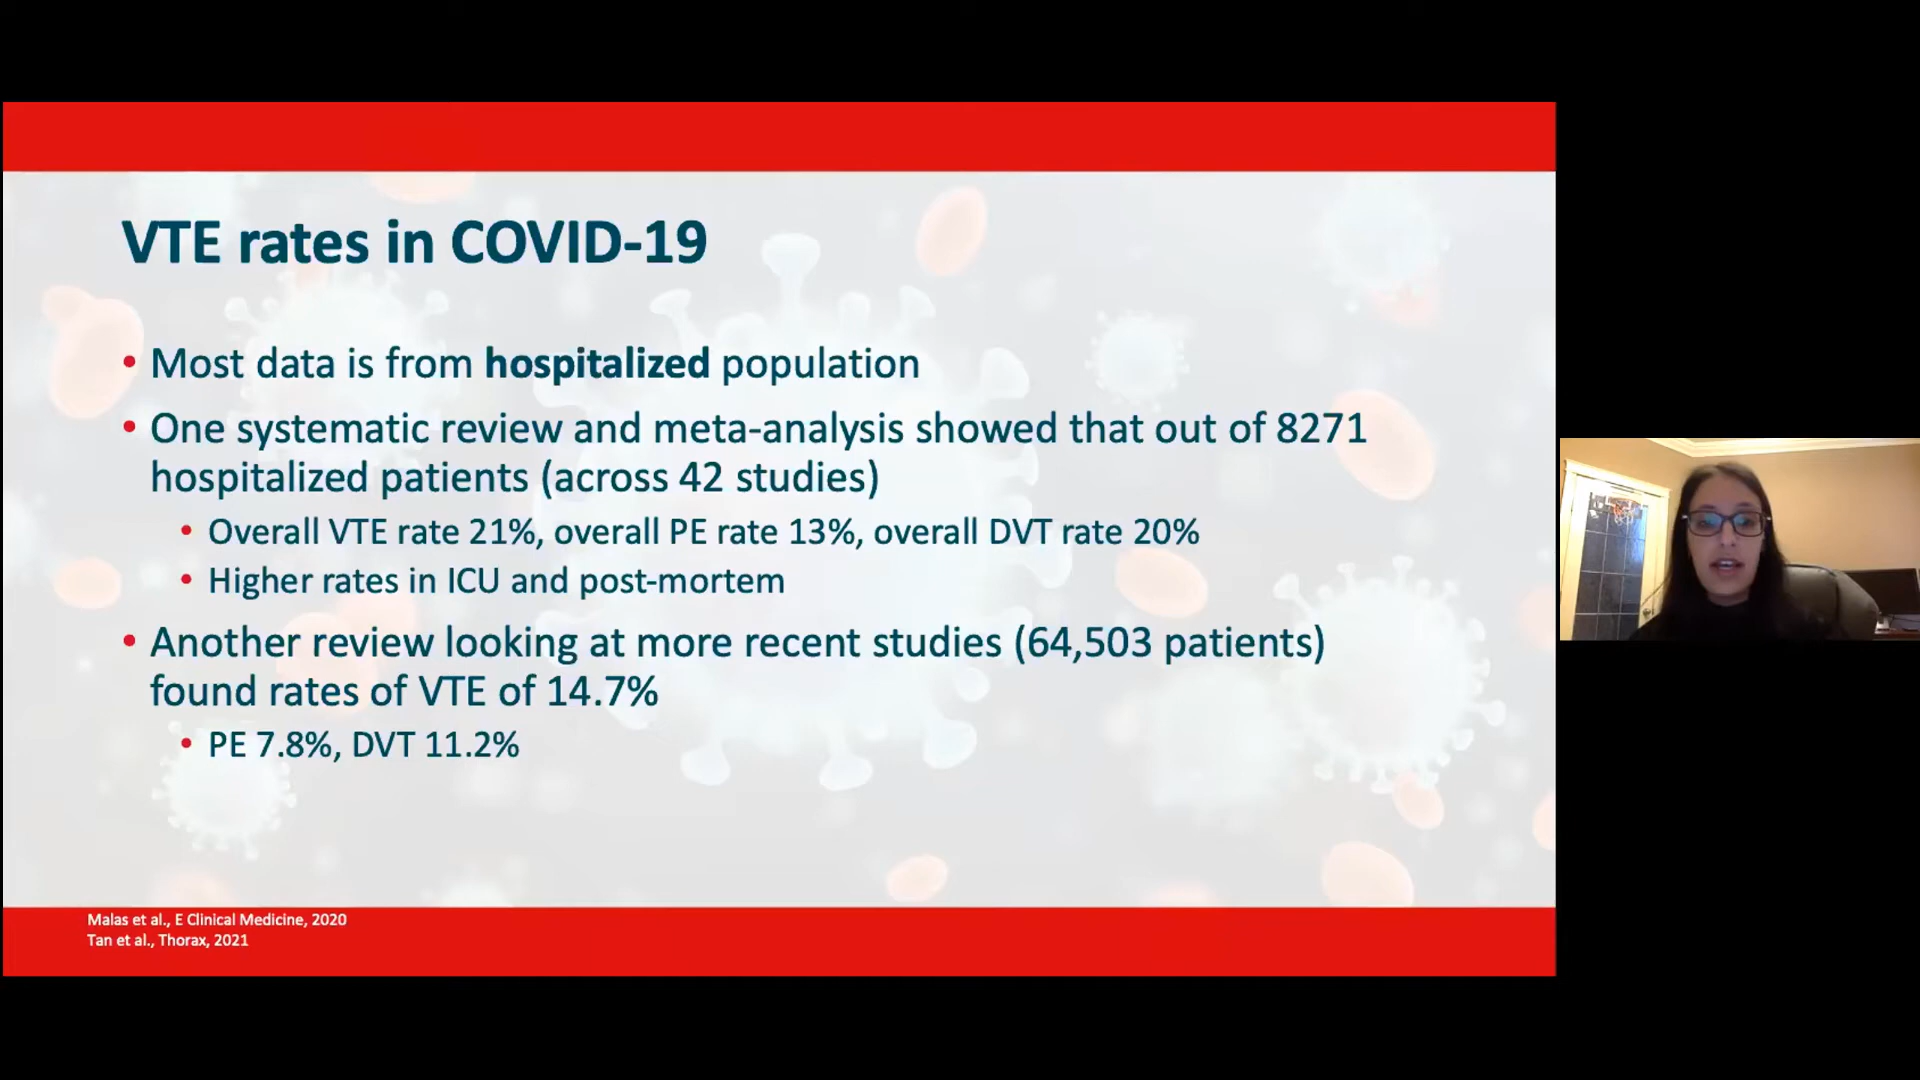 VTE rates in COVID-19
• Most data is from hospitalized population
• One systematic review and meta-analysis showed that out of 8271
hospitalized patients (across 42 studies)
• Overall VTE rate 21%, overall PE rate 13%, overall DVT rate 20%
• Higher rates in ICU and post-mortem
• Another review looking at more recent studies (64,503 patients)
found rates of VTE of 14.7%
• PE 7.8%, DVT 11.2%
Malas et al., E Clinical Medicine, 2020
Tan et al., Thorax, 2021